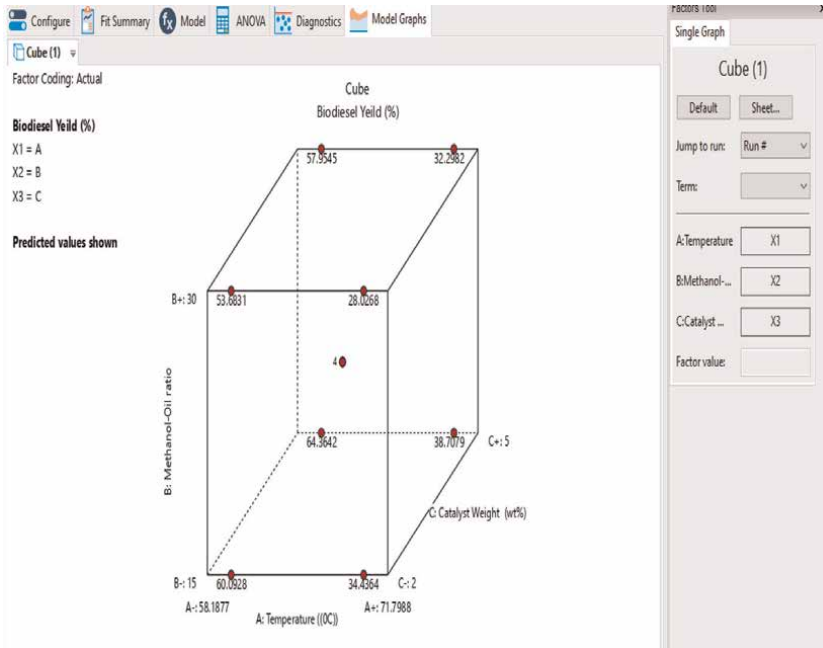 Configure Fit Summary Model ANOVA Diagnostics Model Graphs
Cube (1)
Factor Coding: Actual
Biodiesel Yeild (%)
X1 = A
X2 = B
X3 = C
Predicted values shown
Cube
Biodiesel Yeild (%)
57.9545 32.2982
B+: 30 53.6831 28.0268
4
B: Methanol-Oil ratio
64.3642 38.7079 C+: 5
C: Catalyst Weight (wt%)
B-: 15 60.0928 34.4364 C-: 2
A-: 58.1877 A+: 71.7988
A: Temperature ((0C))
Factors Tool
Single Graph
Cube (1)
Default Sheet...
Jump to run: Run #
Term:
A:Temperature X1
B:Methanol-... X2
C:Catalyst ... X3
Factor value: